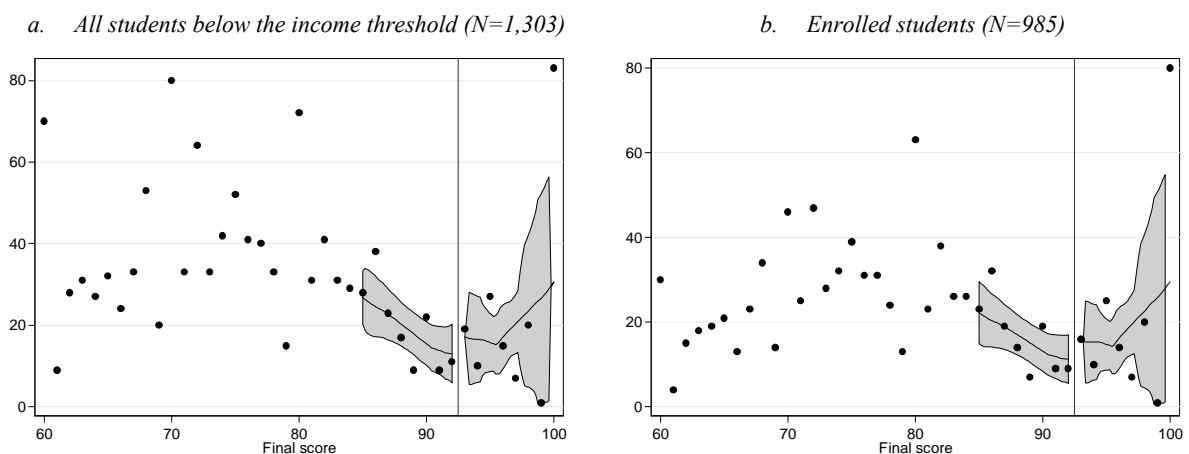 a. All students below the income threshold (N=1,303)
b. Enrolled students (N=985)
80
60
40
20
0
60 70 80 90 100
Final score
80
60
40
20
0
60 70 80 90 100
Final score